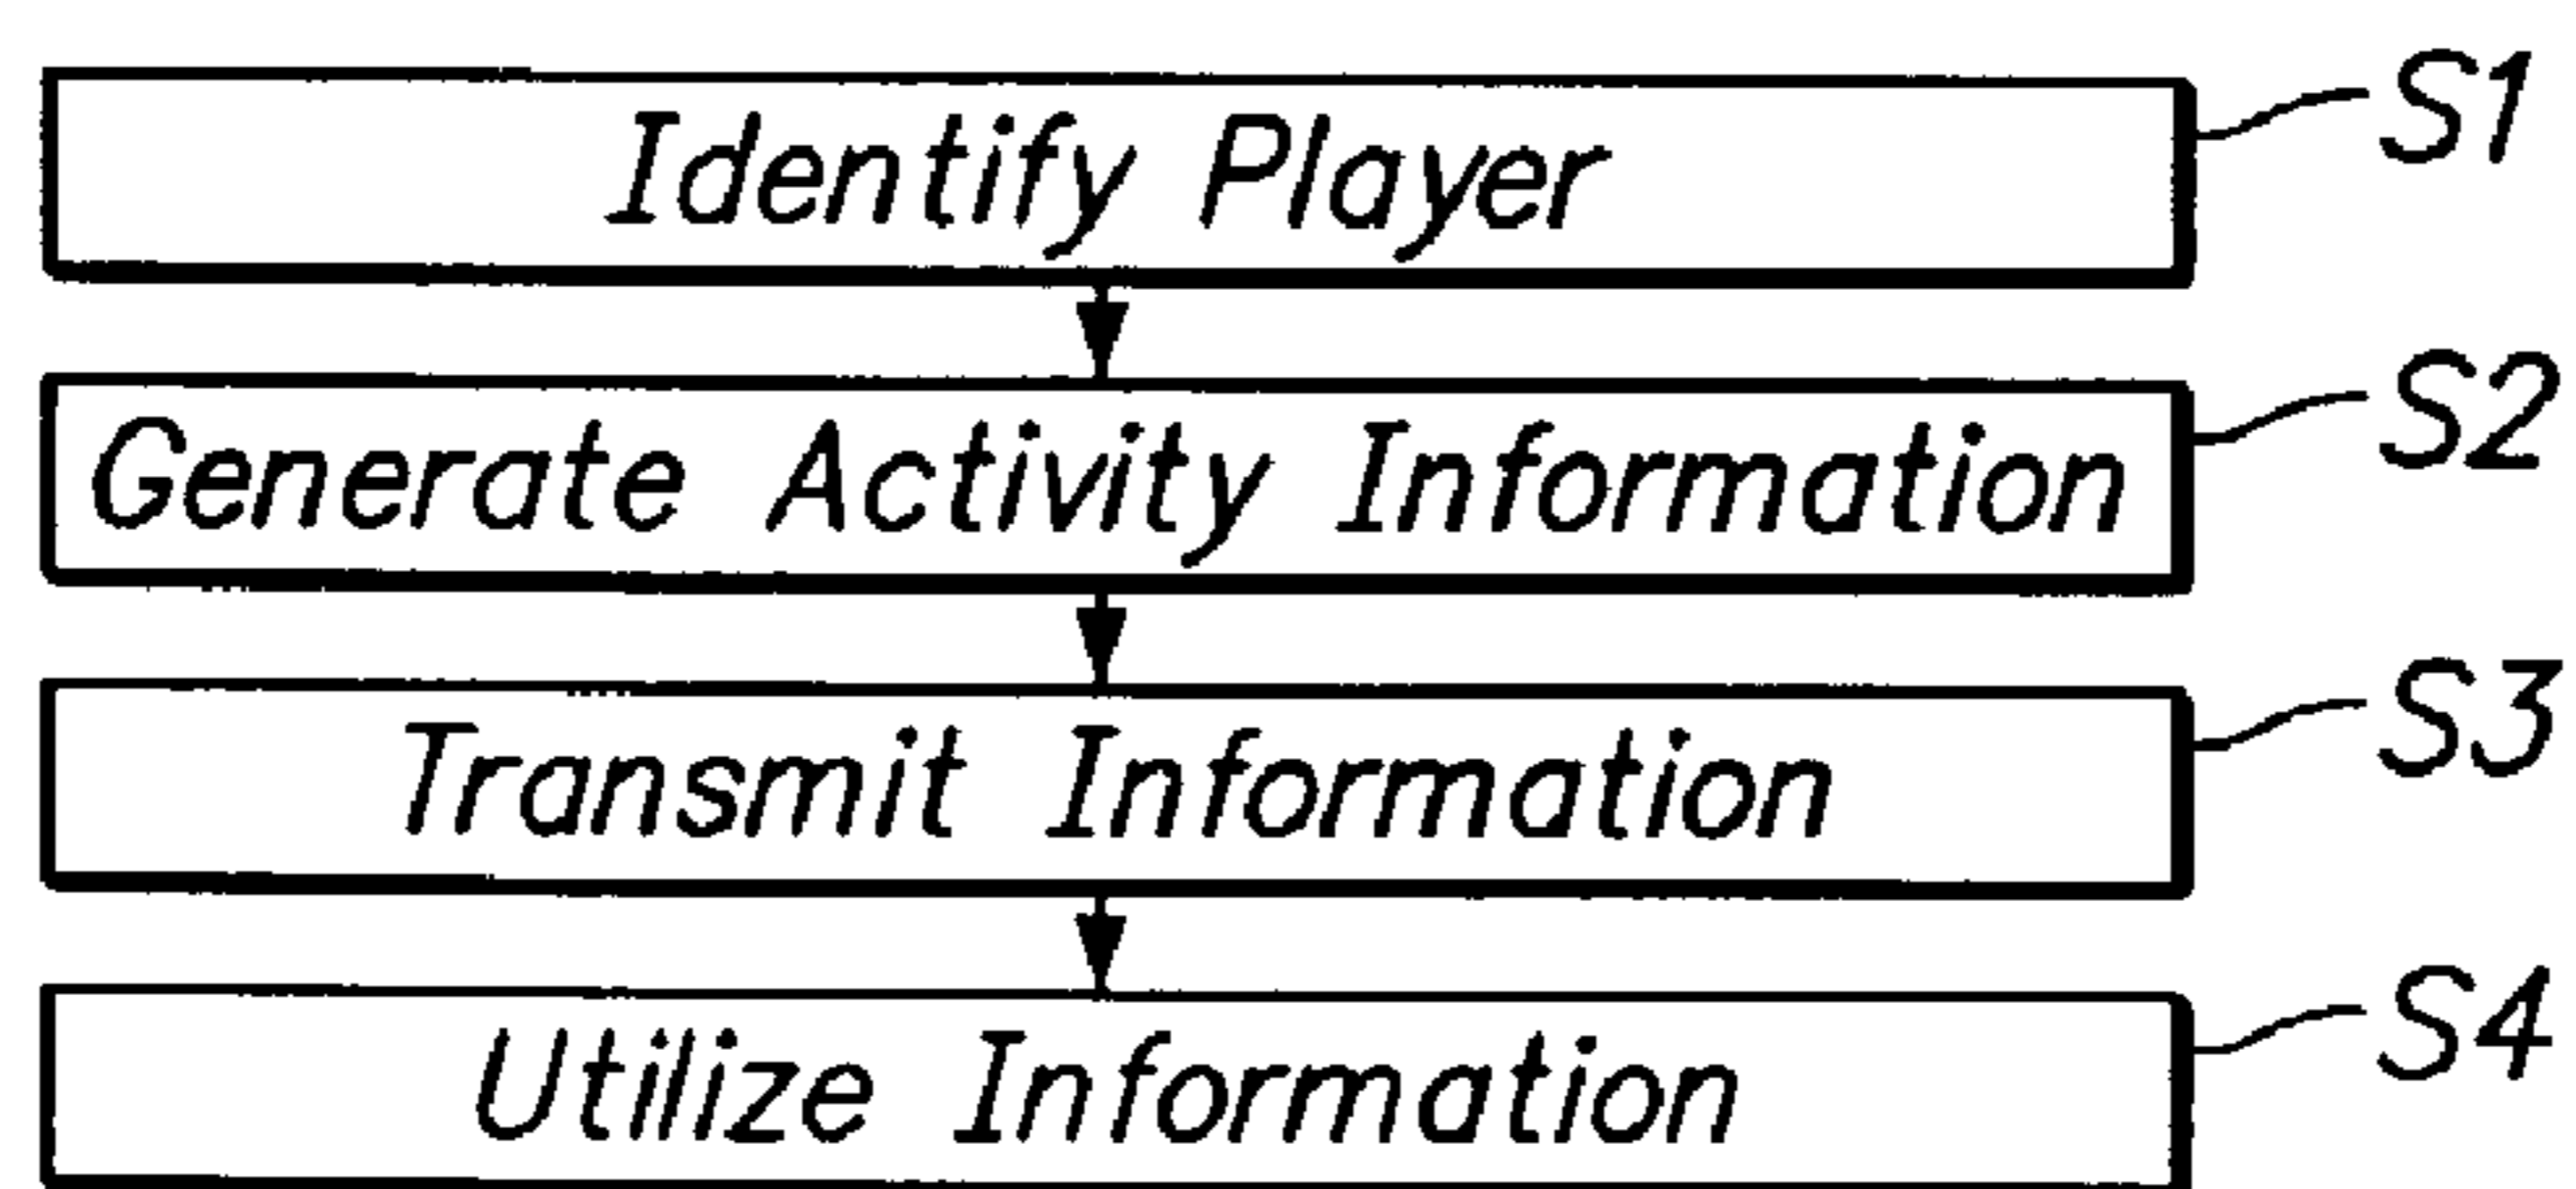 Identify Player S1
Generate Activity Information S2
Transmit Information S3
Utilize Information S4